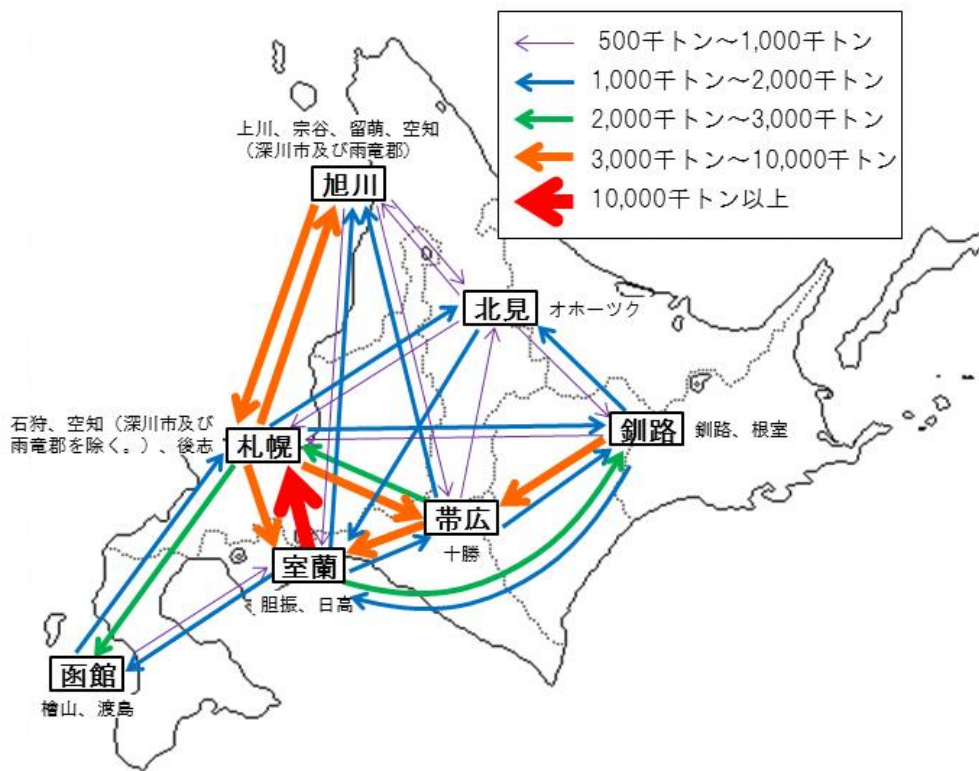 500千トン～1,000千トン
1,000千トン～2,000千トン
2,000千トン～3,000千トン
3,000千トン～10,000千トン
10,000千トン以上
上川、宗谷、留萌、空知
（深川市及び雨竜郡）
旭川
北見
オホーツク
石狩、空知（深川市及び
雨竜郡を除く。）、後志
札幌
釧路
釧路、根室
帯広
十勝
室蘭
胆振、日高
函館
檜山、渡島